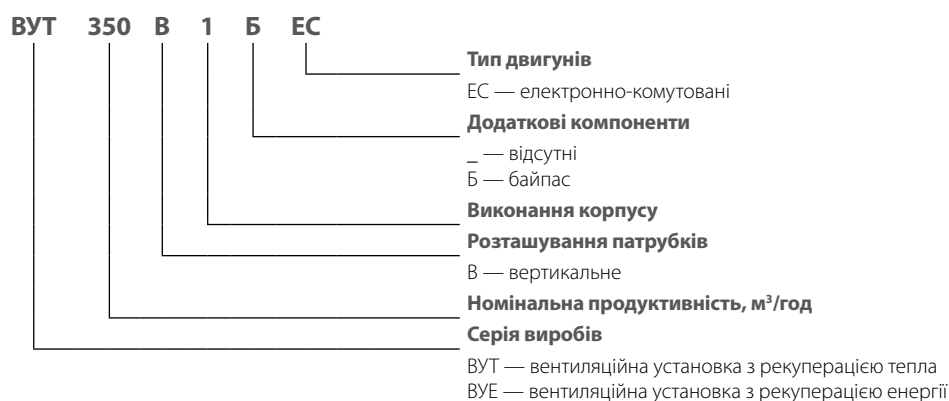 ВУТ 350 В 1 Б ЕС
Тип двигунів
ЕС — електронно-комутовані
Додаткові компоненти
_ — відсутні
Б — байпас
Виконання корпусу
Розташування патрубків
В — вертикальне
Номінальна продуктивність, м³/год
Серія виробів
ВУТ — вентиляційна установка з рекуперацією тепла
ВУЕ — вентиляційна установка з рекуперацією енергії